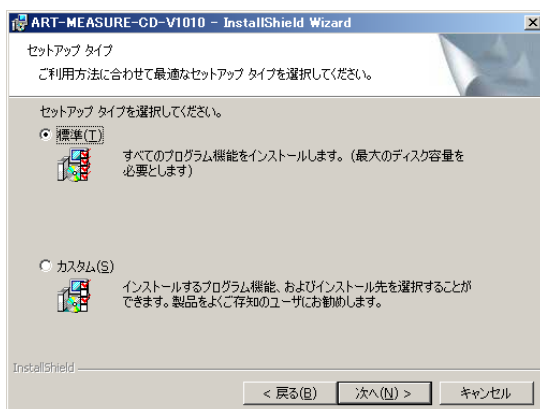 ART-MEASURE-CD-V1010 - InstallShield Wizard
セットアップ タイプ
ご利用方法に合わせて最適なセットアップ タイプを選択してください。
セットアップ タイプを選択してください。
標準(T)
すべてのプログラム機能をインストールします。(最大のディスク容量を
必要とします)
カスタム(S)
インストールするプログラム機能、およびインストール先を選択することが
できます。製品をよくご存知のユーザにお勧めします。
InstallShield
< 戻る(B) 次へ(N) > キャンセル